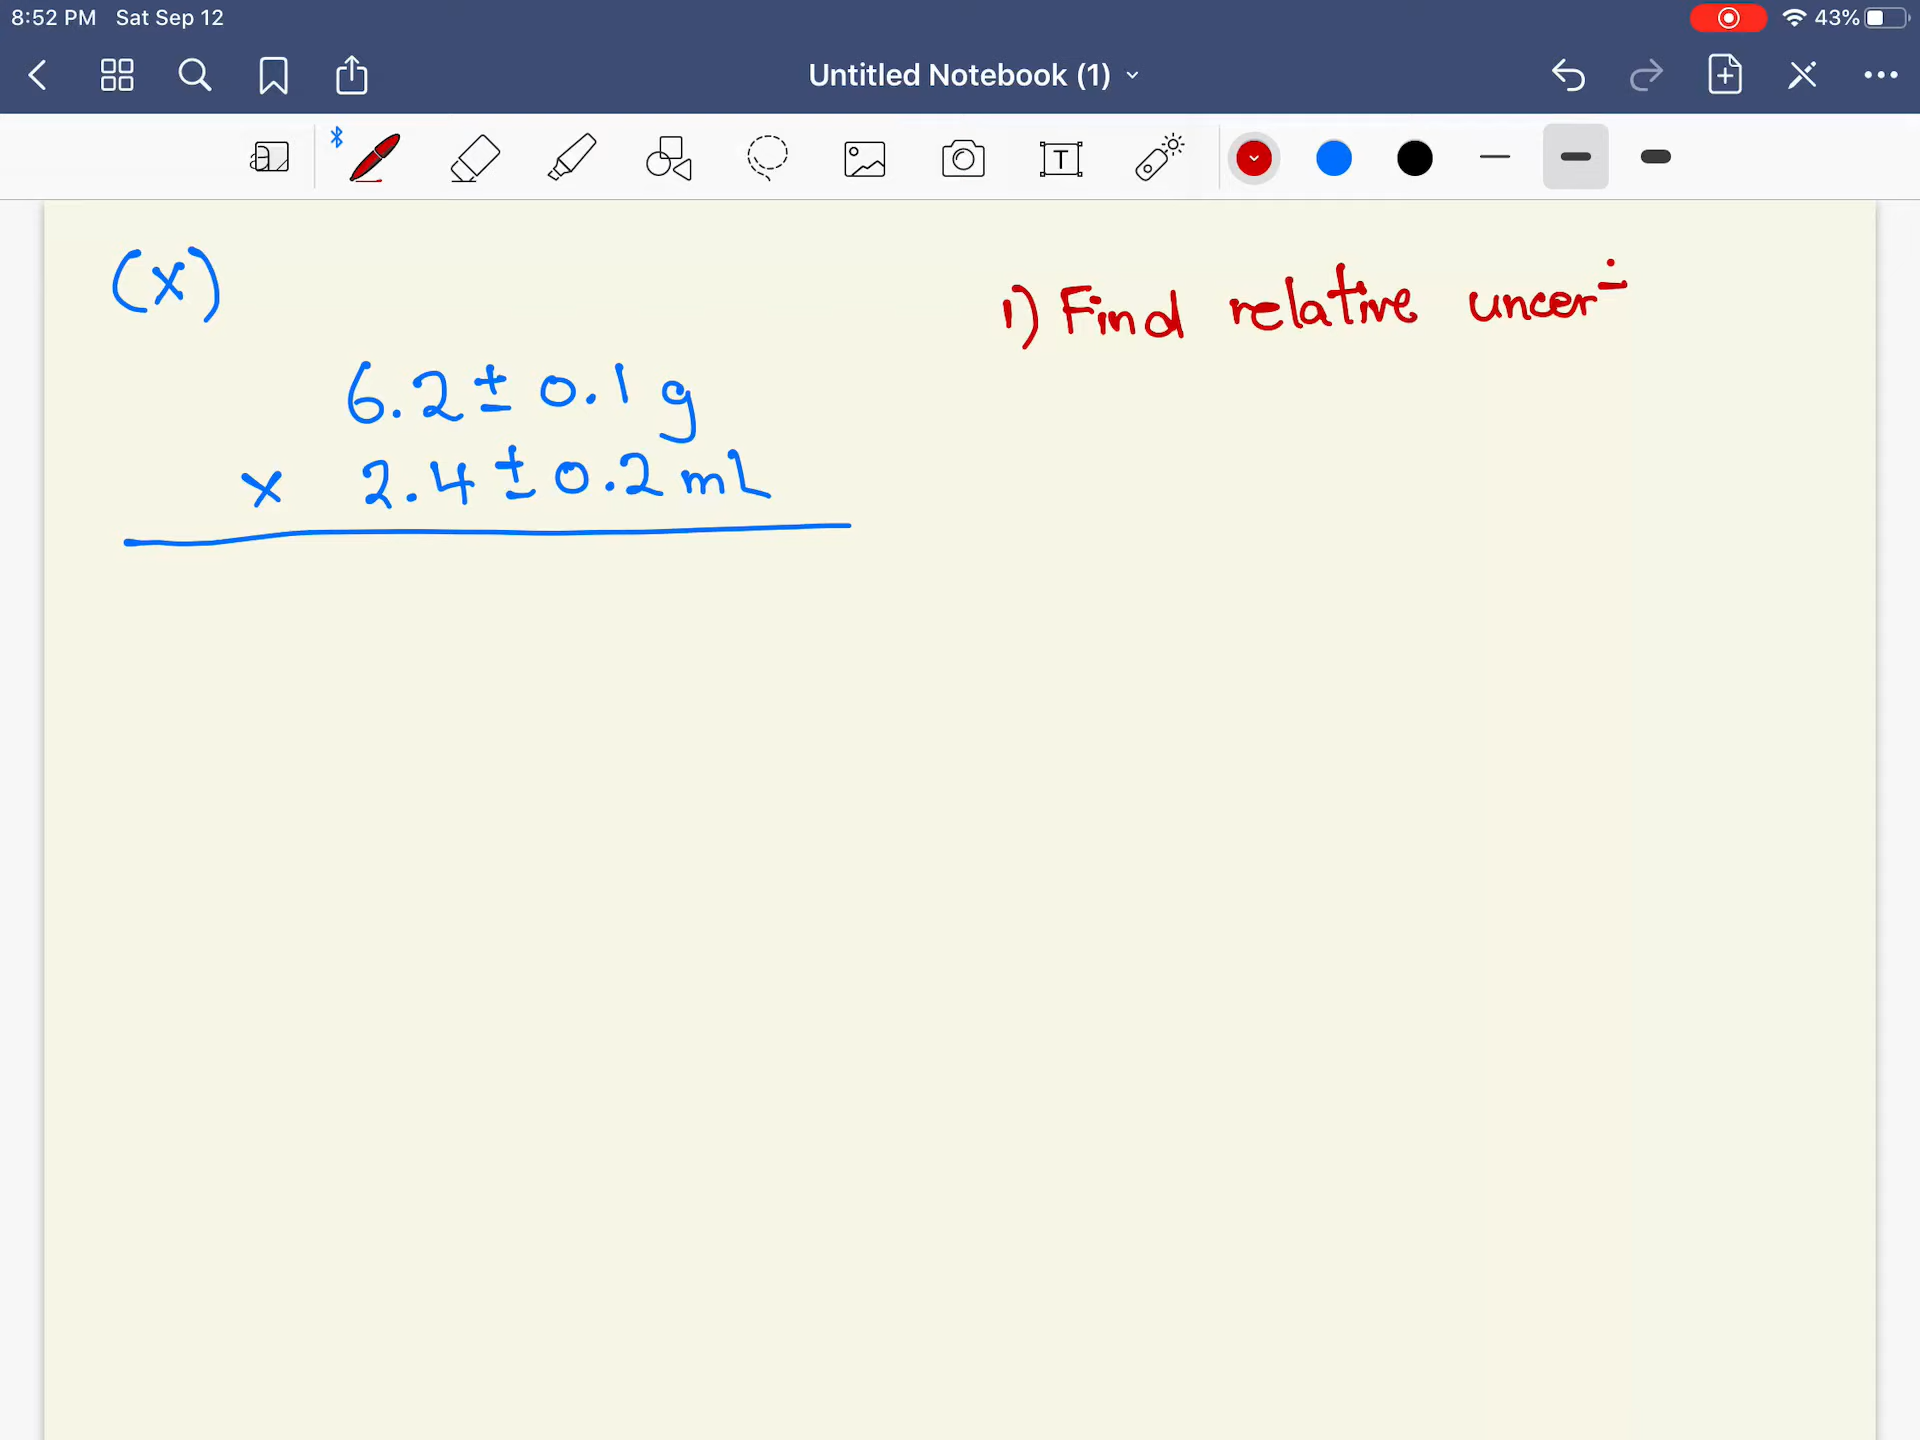 8:52 PM Sat Sep 12
43%
Untitled Notebook (1)
T
(x)
1) Find relative uncer
6.2 ± 0.1 g
x 2.4 ± 0.2 mL